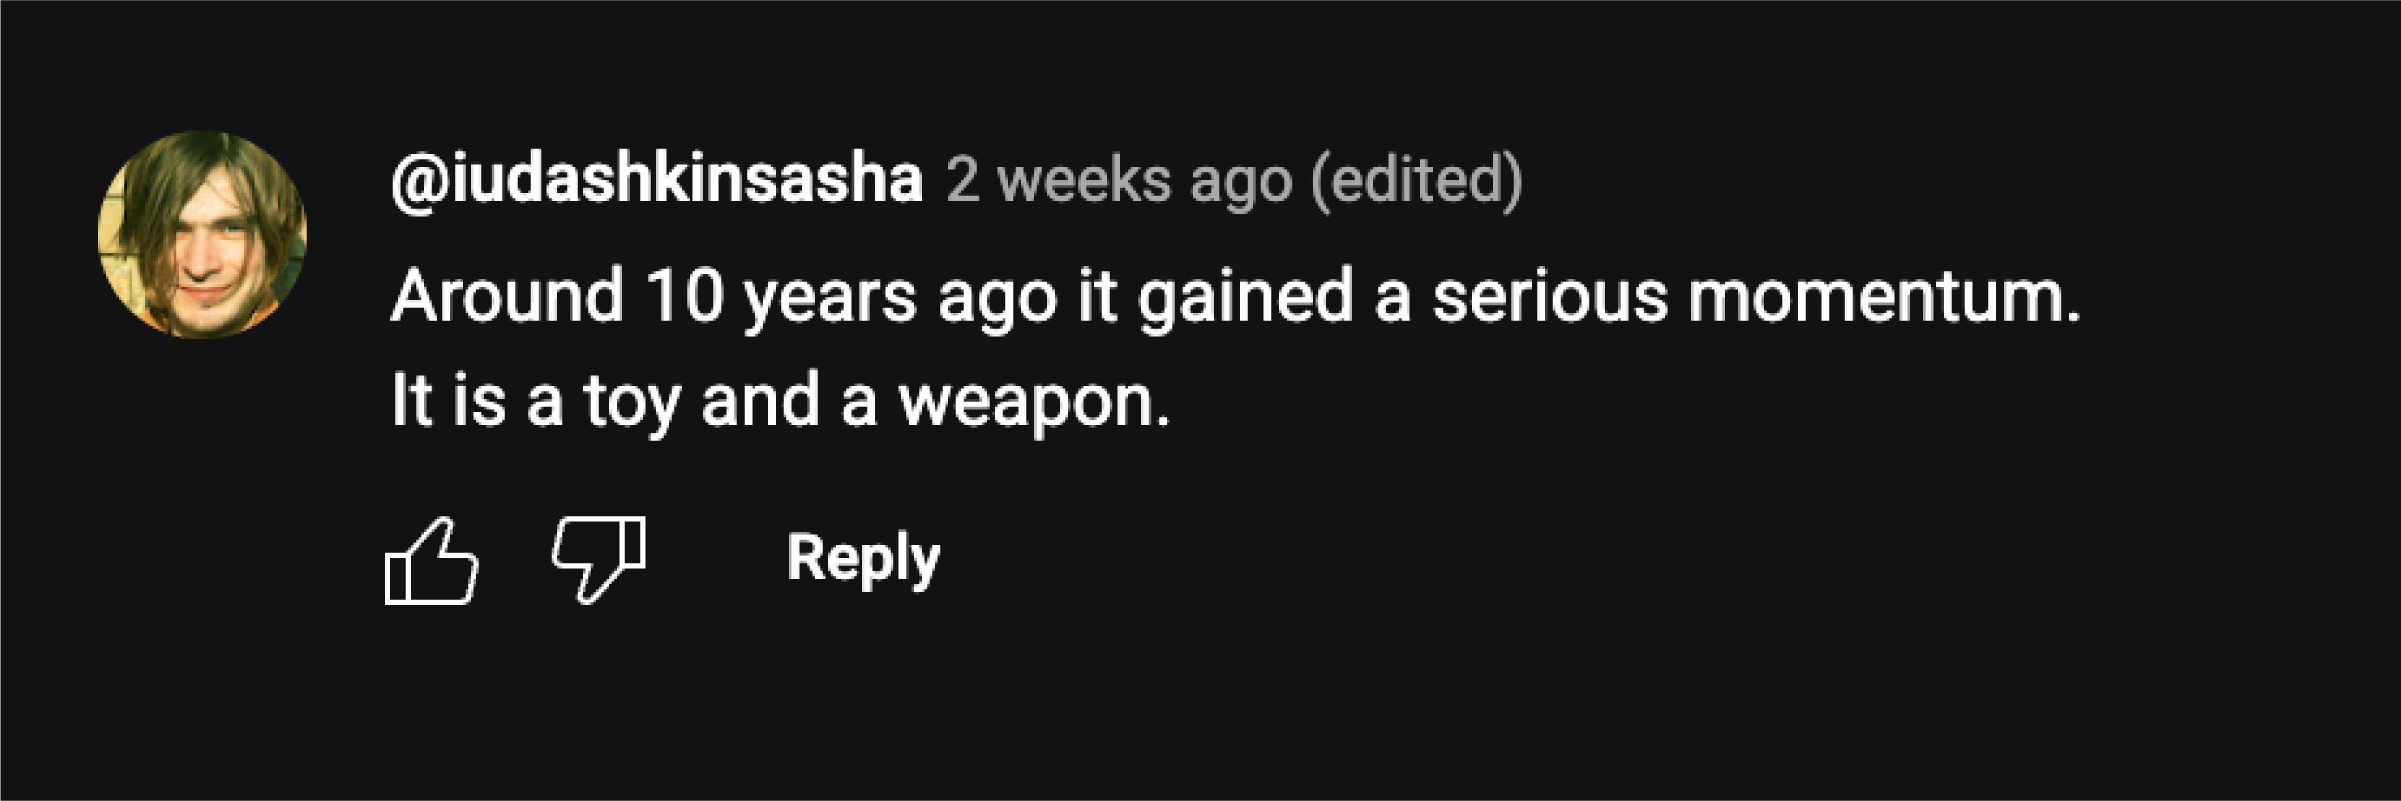 @iudashkinsasha 2 weeks ago (edited)
Around 10 years ago it gained a serious momentum.
It is a toy and a weapon.
Reply